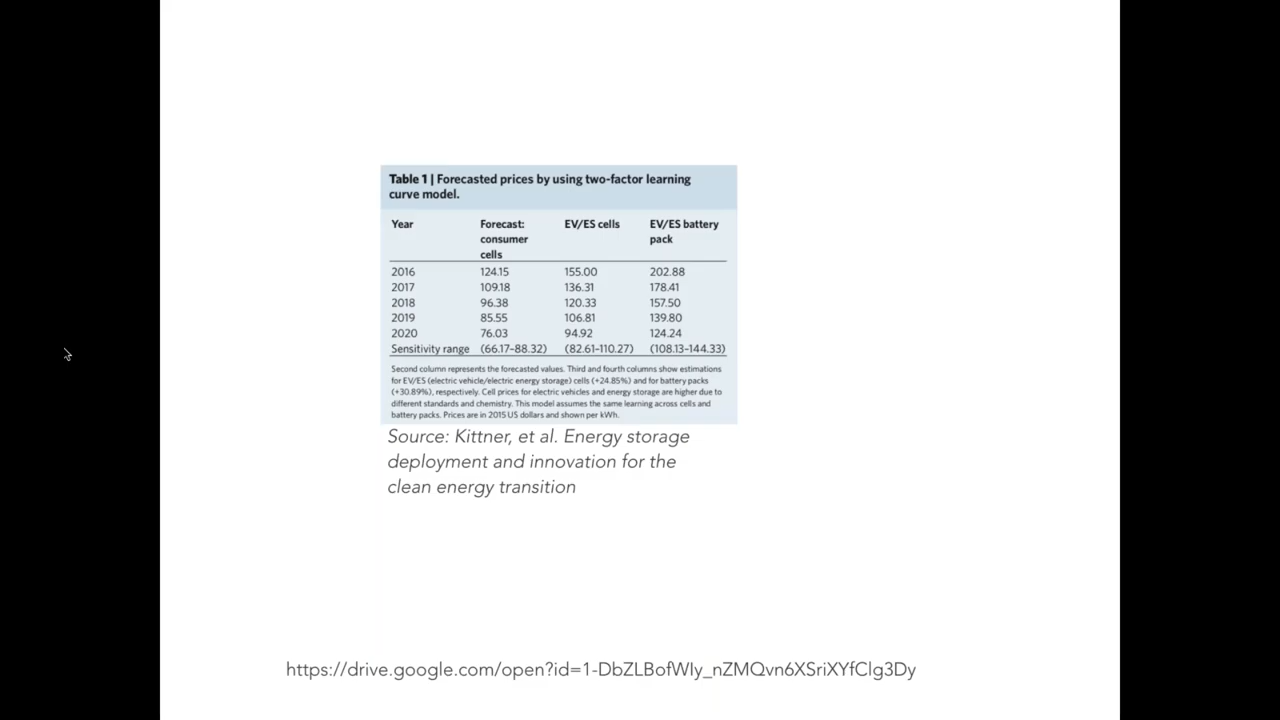 Table 1 | Forecasted prices by using two-factor learning
curve model.
Year Forecast: EV/ES cells EV/ES battery
consumer pack
cells
2016 124.15 155.00 202.88
2017 109.18 136.31 178.41
2018 96.38 120.33 157.50
2019 85.55 106.81 139.80
2020 76.03 94.92 124.24
Sensitivity range (66.17–88.32) (82.61–110.27) (108.13–144.33)
Second column represents the forecasted values. Third and fourth columns show estimations
for EV/ES (electric vehicle/electric energy storage) cells (+24.85%) and for battery packs
(+30.89%), respectively. Cell prices for electric vehicles and energy storage are higher due to
different standards and chemistry. This model assumes the same learning across cells and
battery packs. Prices are in 2015 US dollars and shown per kWh.
Source: Kittner, et al. Energy storage
deployment and innovation for the
clean energy transition
https://drive.google.com/open?id=1-DbZLBofWIy_nZMQvn6XSriXYfClg3Dy